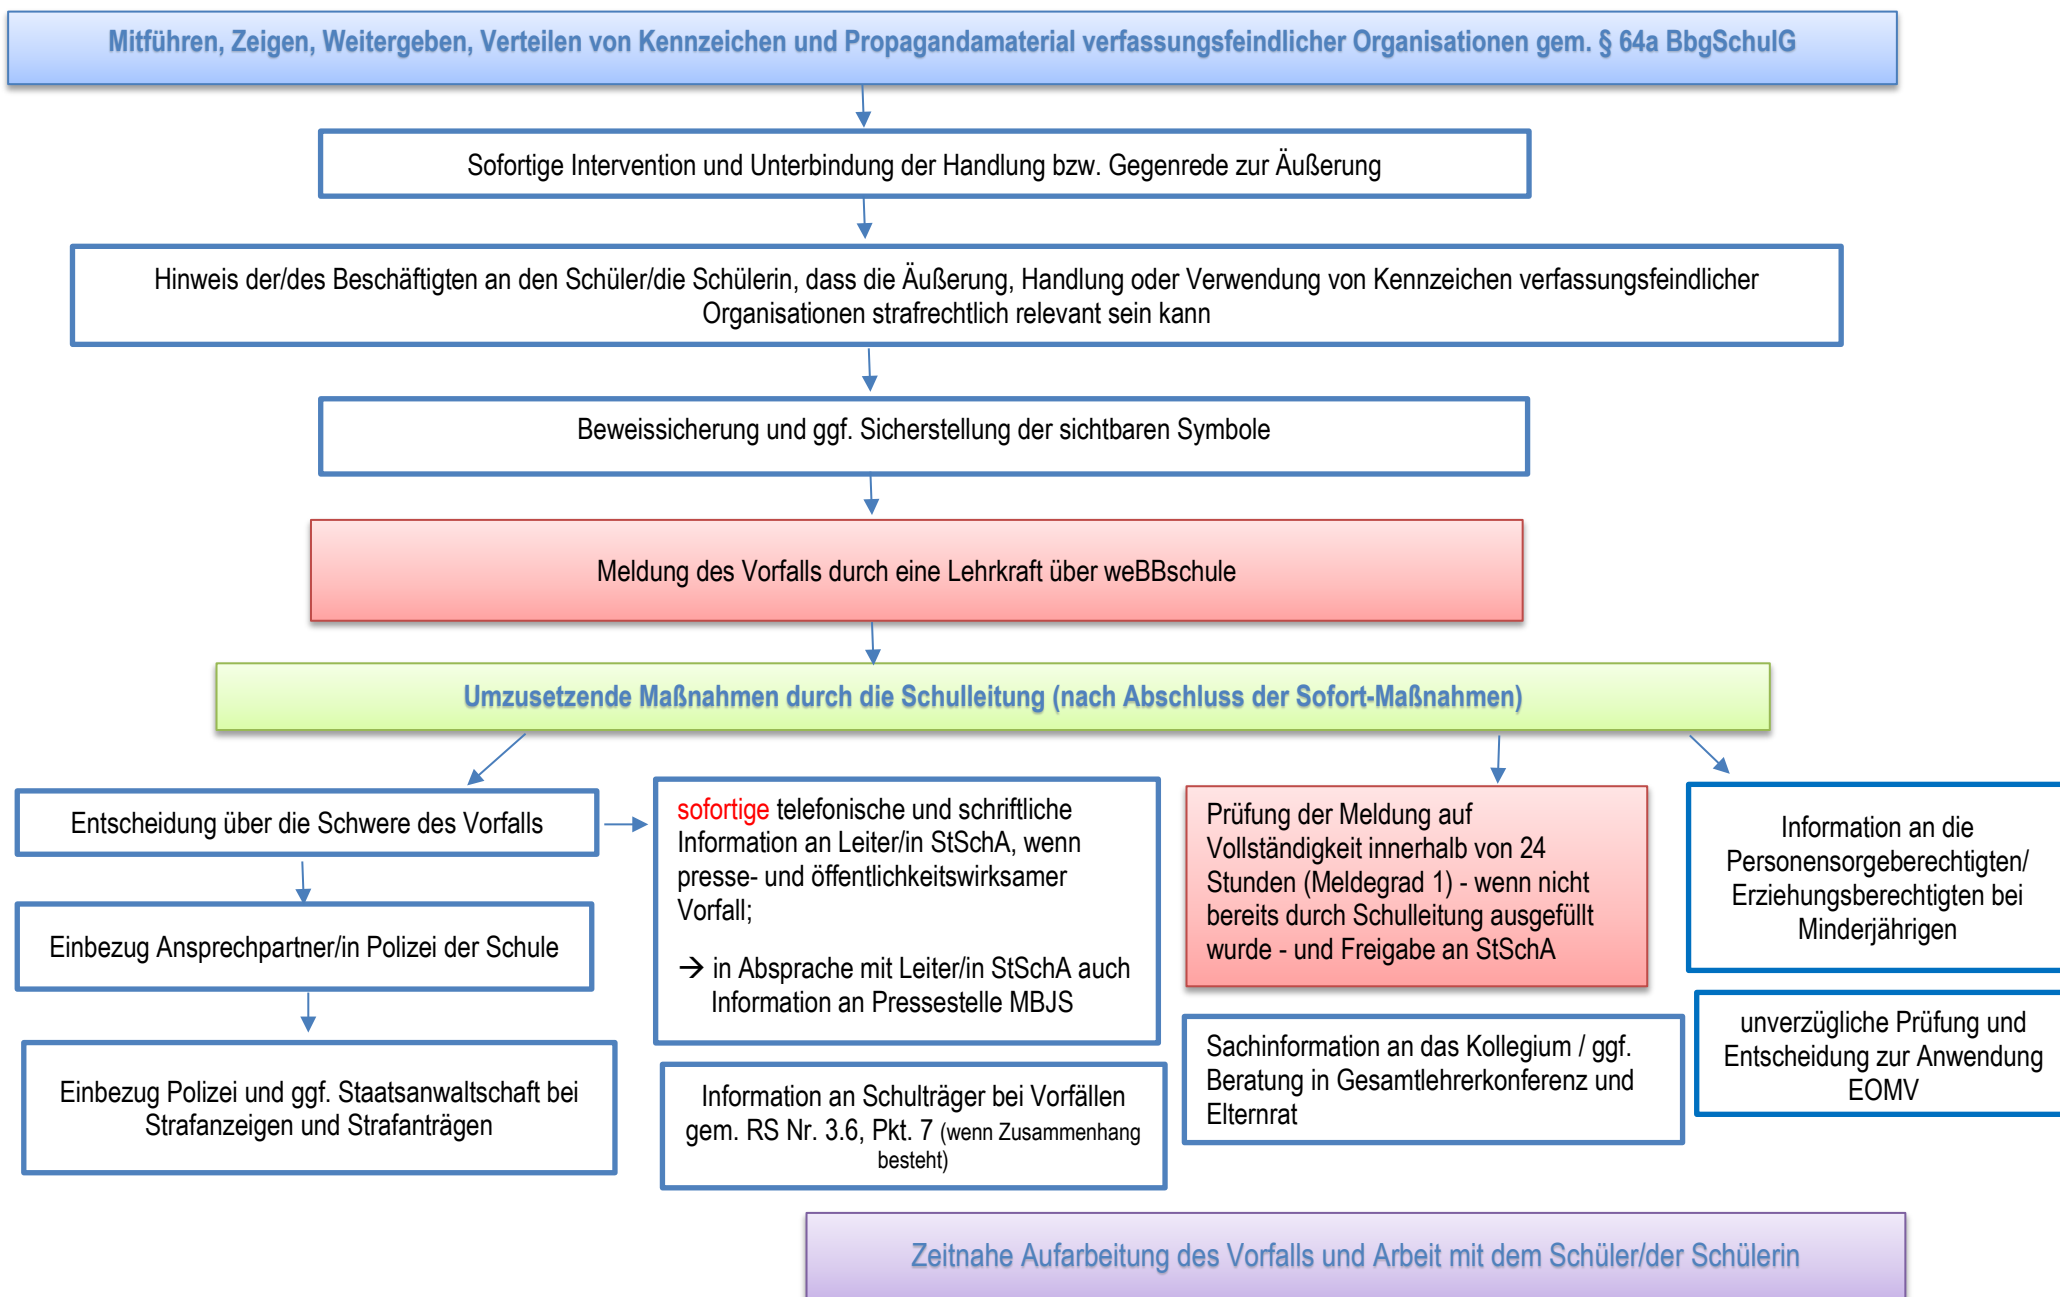 Mitführen, Zeigen, Weitergeben, Verteilen von Kennzeichen und Propagandamaterial verfassungsfeindlicher Organisationen gem. § 64a BbgSchulG
Sofortige Intervention und Unterbindung der Handlung bzw. Gegenrede zur Äußerung
Hinweis der/des Beschäftigten an den Schüler/die Schülerin, dass die Äußerung, Handlung oder Verwendung von Kennzeichen verfassungsfeindlicher
Organisationen strafrechtlich relevant sein kann
Beweissicherung und ggf. Sicherstellung der sichtbaren Symbole
Meldung des Vorfalls durch eine Lehrkraft über weBBschule
Umzusetzende Maßnahmen durch die Schulleitung (nach Abschluss der Sofort-Maßnahmen)
Entscheidung über die Schwere des Vorfalls
Einbezug Ansprechpartner/in Polizei der Schule
Einbezug Polizei und ggf. Staatsanwaltschaft bei
Strafanzeigen und Strafanträgen
sofortige telefonische und schriftliche
Information an Leiter/in StSchA, wenn
presse- und öffentlichkeitswirksamer
Vorfall;
→ in Absprache mit Leiter/in StSchA auch
Information an Pressestelle MBJS
Information an Schulträger bei Vorfällen
gem. RS Nr. 3.6, Pkt. 7 (wenn Zusammenhang
besteht)
Prüfung der Meldung auf
Vollständigkeit innerhalb von 24
Stunden (Meldegrad 1) - wenn nicht
bereits durch Schulleitung ausgefüllt
wurde - und Freigabe an StSchA
Sachinformation an das Kollegium / ggf.
Beratung in Gesamtlehrerkonferenz und
Elternrat
Information an die
Personensorgeberechtigten/
Erziehungsberechtigten bei
Minderjährigen
unverzügliche Prüfung und
Entscheidung zur Anwendung
EOMV
Zeitnahe Aufarbeitung des Vorfalls und Arbeit mit dem Schüler/der Schülerin